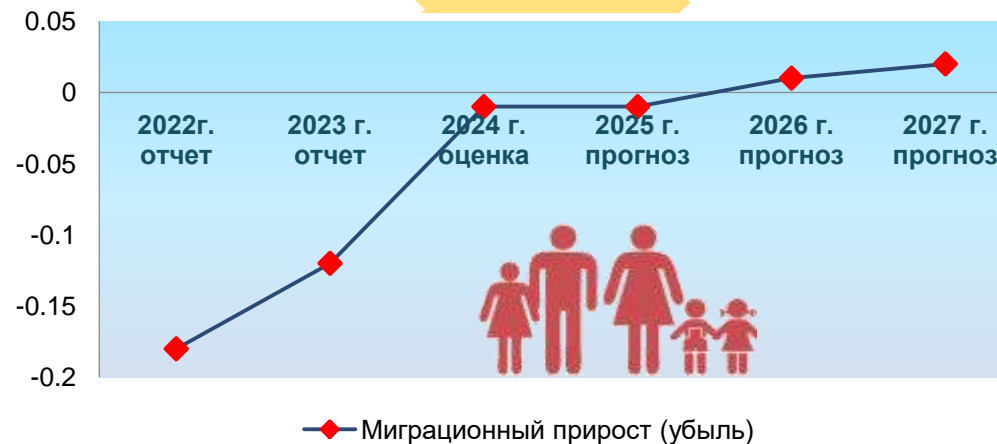 0.05
0
2022г. 2023 г. 2024 г. 2025 г. 2026 г. 2027 г.
отчет отчет оценка прогноз прогноз прогноз
-0.05
-0.1
-0.15
-0.2
Миграционный прирост (убыль)